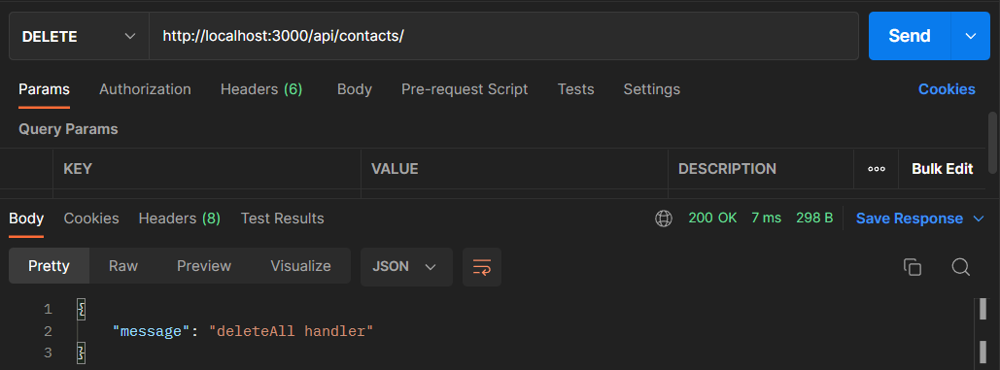 DELETE http://localhost:3000/api/contacts/ Send
Params Authorization Headers (6) Body Pre-request Script Tests Settings Cookies
Query Params
KEY VALUE DESCRIPTION ooo Bulk Edit
Body Cookies Headers (8) Test Results 200 OK 7 ms 298 B Save Response
Pretty Raw Preview Visualize JSON
1 {
2 "message": "deleteAll handler"
3 }